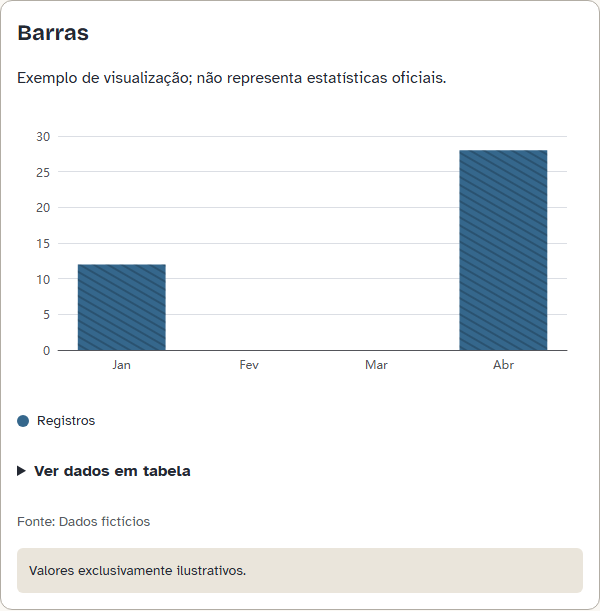 Barras
Exemplo de visualização; não representa estatísticas oficiais.
30
25
20
15
10
5
0
Jan Fev Mar Abr
Registros
Ver dados em tabela
Fonte: Dados fictícios
Valores exclusivamente ilustrativos.